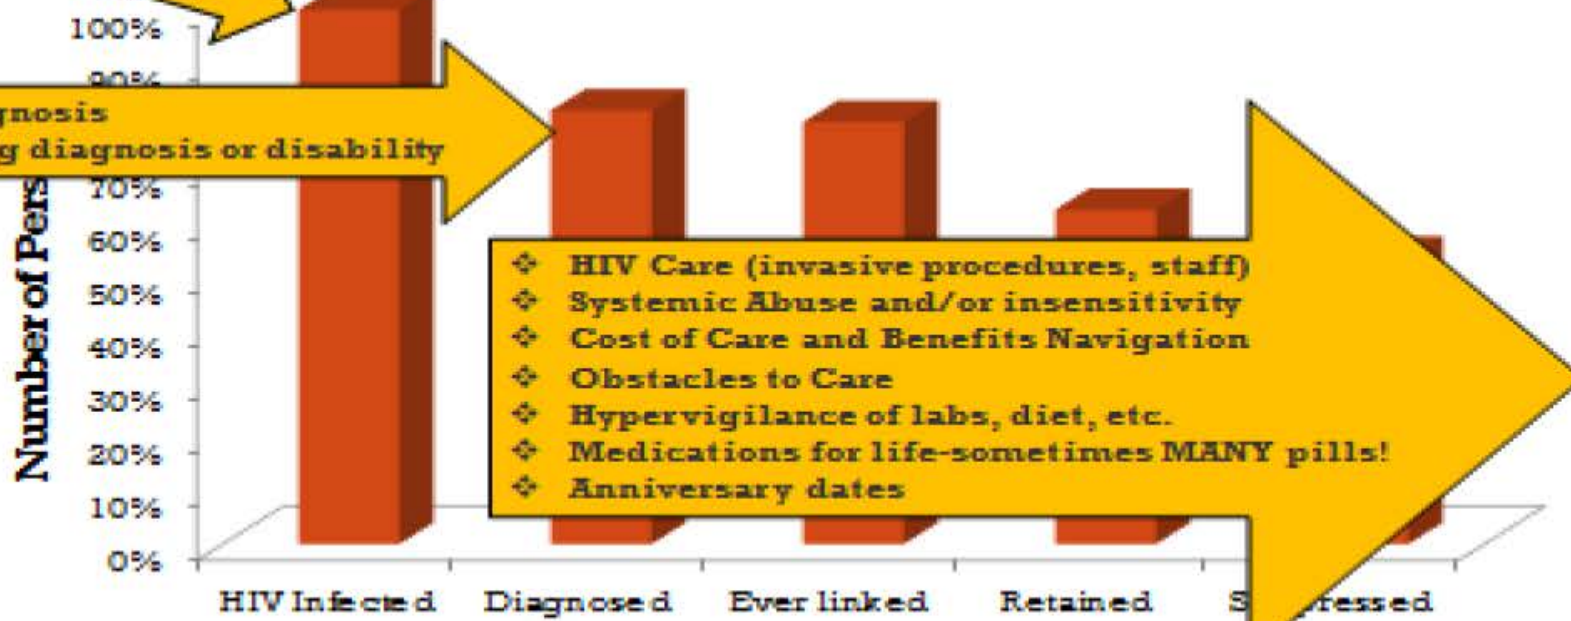 100%
90%
gnosis
g diagnosis or disability
70%
60%
50%
40%
30%
20%
10%
0%
Number of Pers
❖ HIV Care (invasive procedures, staff)
❖ Systemic Abuse and/or insensitivity
❖ Cost of Care and Benefits Navigation
❖ Obstacles to Care
❖ Hypervigilance of labs, diet, etc.
❖ Medications for life-sometimes MANY pills!
❖ Anniversary dates
HIV Infected Diagnosed Ever linked Retained S pressed